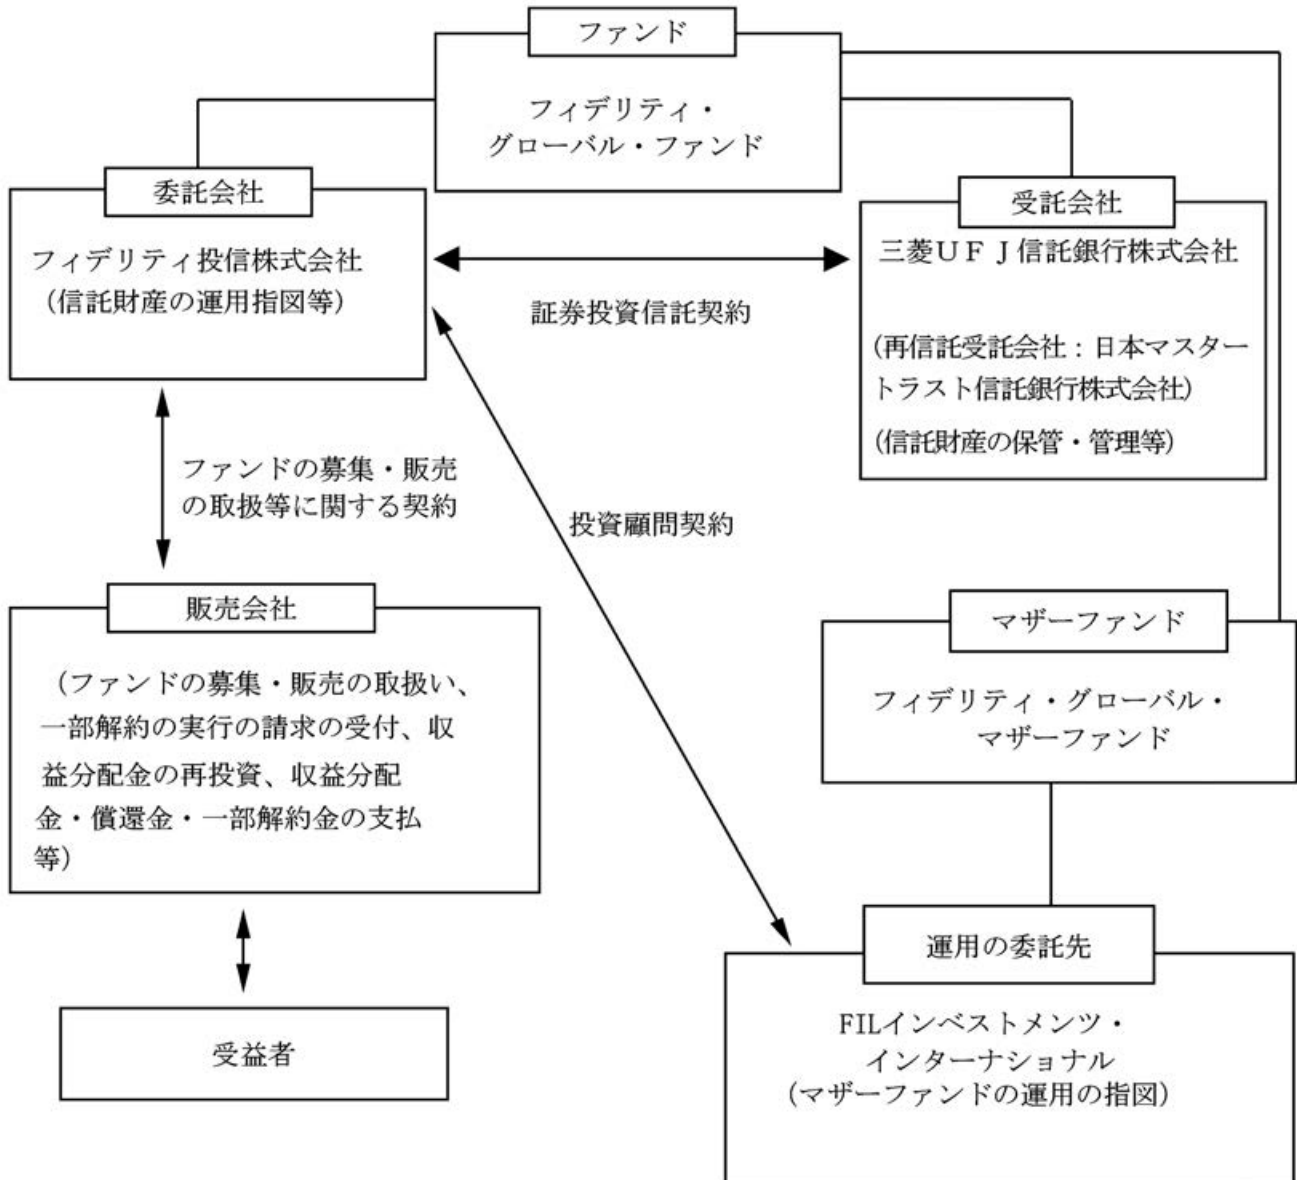 ファンド
フィデリティ・
グローバル・ファンド
委託会社
フィデリティ投信株式会社
（信託財産の運用指図等）
受託会社
三菱ＵＦＪ信託銀行株式会社
(再信託受託会社：日本マスター
トラスト信託銀行株式会社)
(信託財産の保管・管理等)
証券投資信託契約
ファンドの募集・販売
の取扱等に関する契約
投資顧問契約
販売会社
（ファンドの募集・販売の取扱い、
一部解約の実行の請求の受付、収
益分配金の再投資、収益分配
金・償還金・一部解約金の支払
等）
マザーファンド
フィデリティ・グローバル・
マザーファンド
受益者
運用の委託先
FILインベストメンツ・
インターナショナル
（マザーファンドの運用の指図）